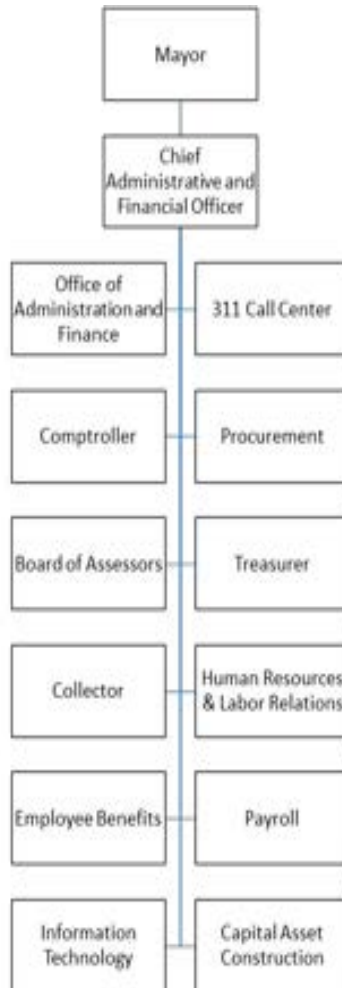 Mayor
Chief
Administrative and
Financial Officer
Office of
Administration and
Finance
311 Call Center
Comptroller
Procurement
Board of Assessors
Treasurer
Collector
Human Resources
& Labor Relations
Employee Benefits
Payroll
Information
Technology
Capital Asset
Construction